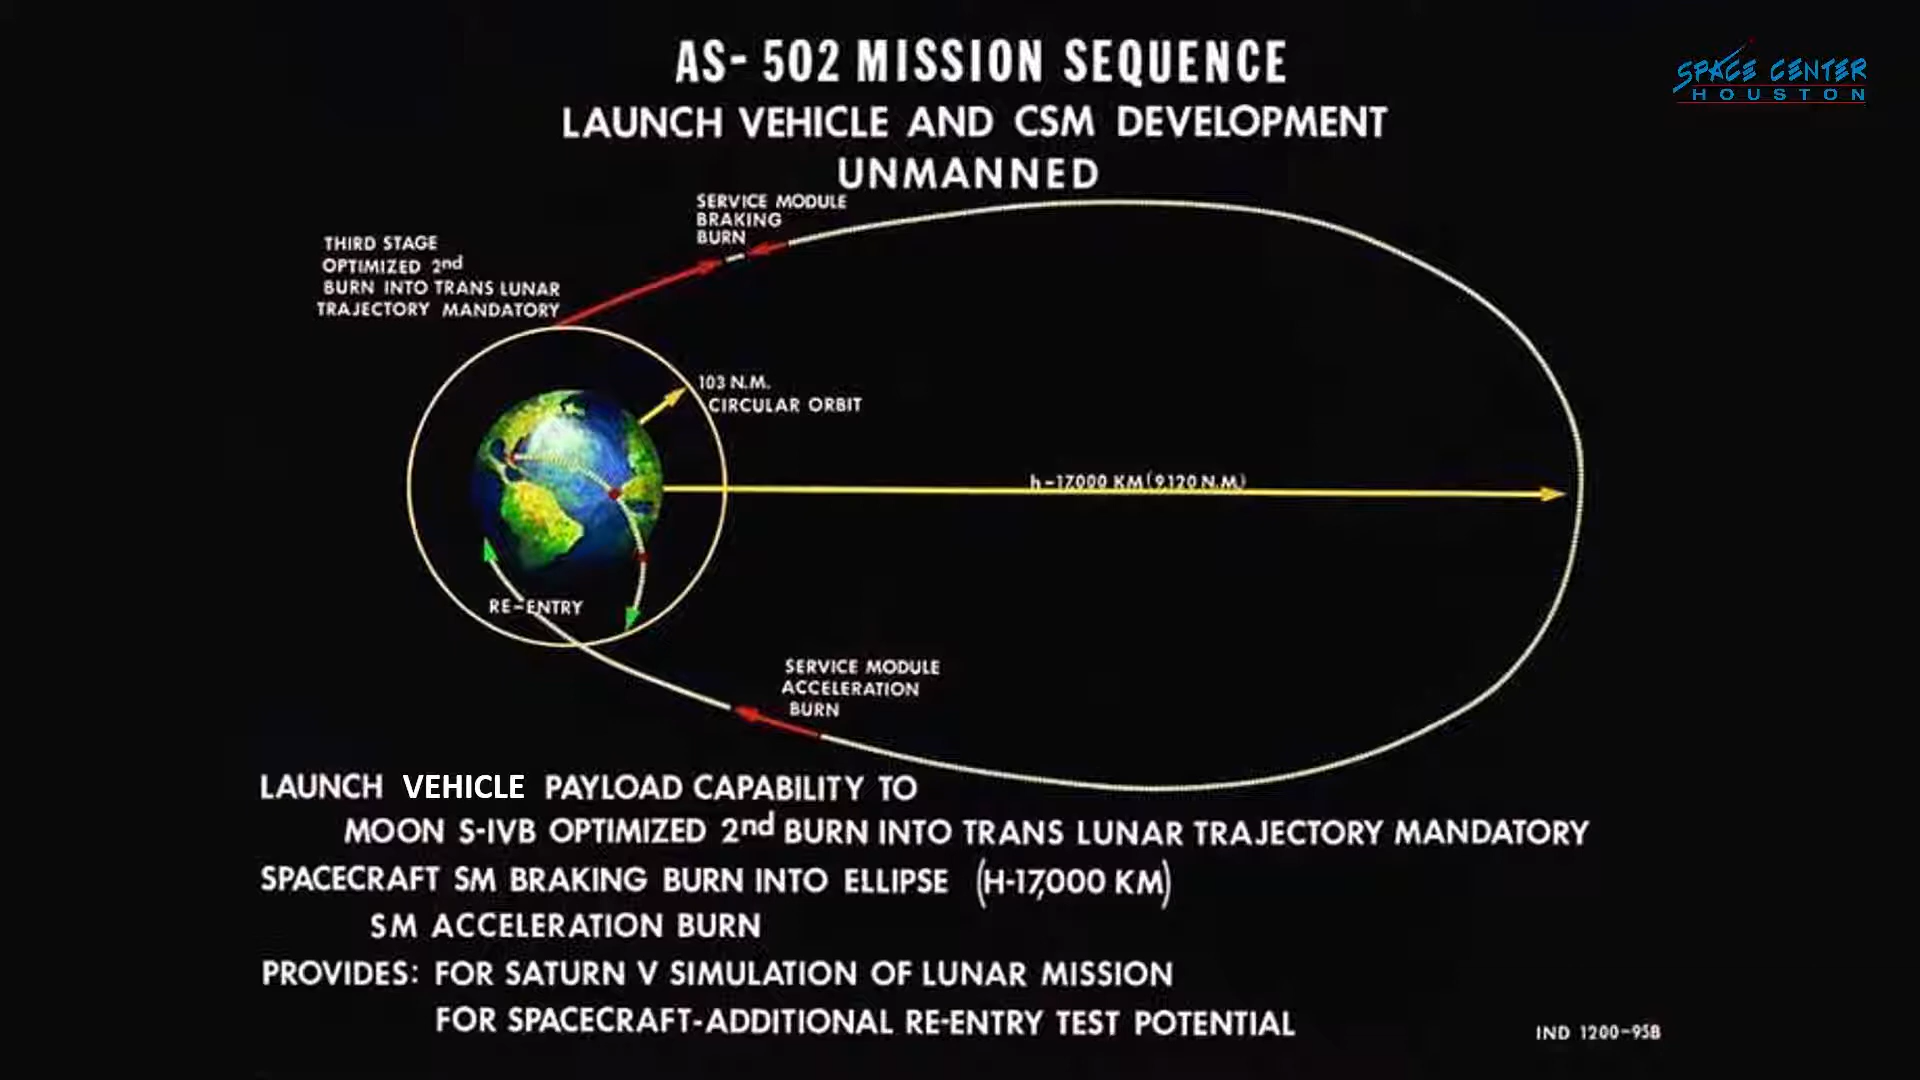 AS-502 MISSION SEQUENCE
LAUNCH VEHICLE AND CSM DEVELOPMENT
UNMANNED
SPACE CENTER
HOUSTON
SERVICE MODULE
BRAKING
BURN
THIRD STAGE
OPTIMIZED 2nd
BURN INTO TRANS LUNAR
TRAJECTORY MANDATORY
103 N.M.
CIRCULAR ORBIT
h-17,000 KM (9,120 N.M.)
RE-ENTRY
SERVICE MODULE
ACCELERATION
BURN
LAUNCH VEHICLE PAYLOAD CAPABILITY TO
MOON S-IVB OPTIMIZED 2nd BURN INTO TRANS LUNAR TRAJECTORY MANDATORY
SPACECRAFT SM BRAKING BURN INTO ELLIPSE (H-17,000 KM)
SM ACCELERATION BURN
PROVIDES: FOR SATURN V SIMULATION OF LUNAR MISSION
FOR SPACECRAFT-ADDITIONAL RE-ENTRY TEST POTENTIAL
IND 1200-95B